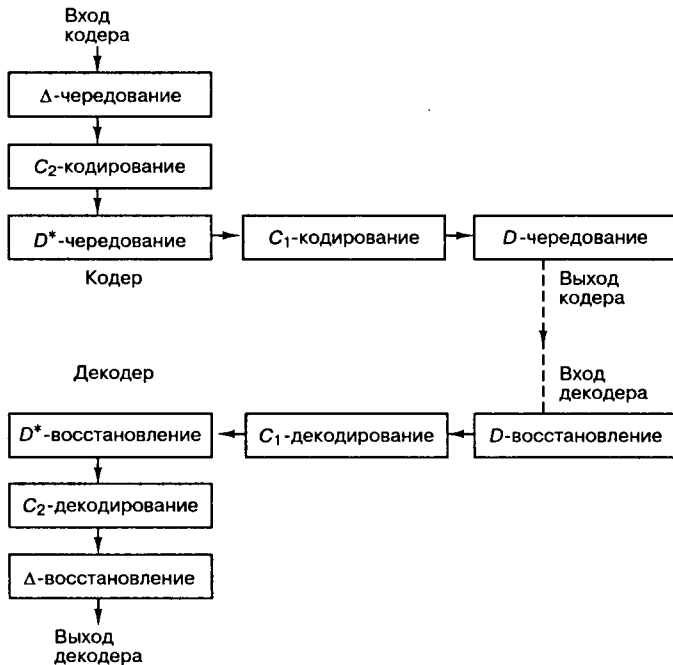 Вход
кодера
Δ-чередование
C₂-кодирование
D*-чередование
C₁-кодирование
D-чередование
Кодер
Выход
кодера
Декодер
Вход
декодера
D*-восстановление
C₁-декодирование
D-восстановление
C₂-декодирование
Δ-восстановление
Выход
декодера